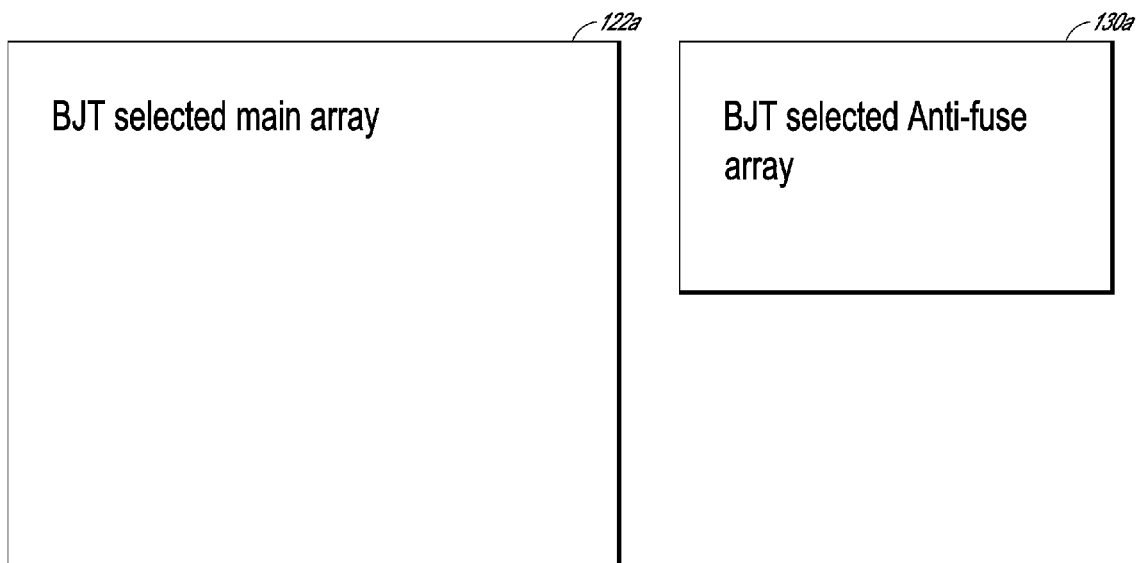 122a
130a
BJT selected main array
BJT selected Anti-fuse
array